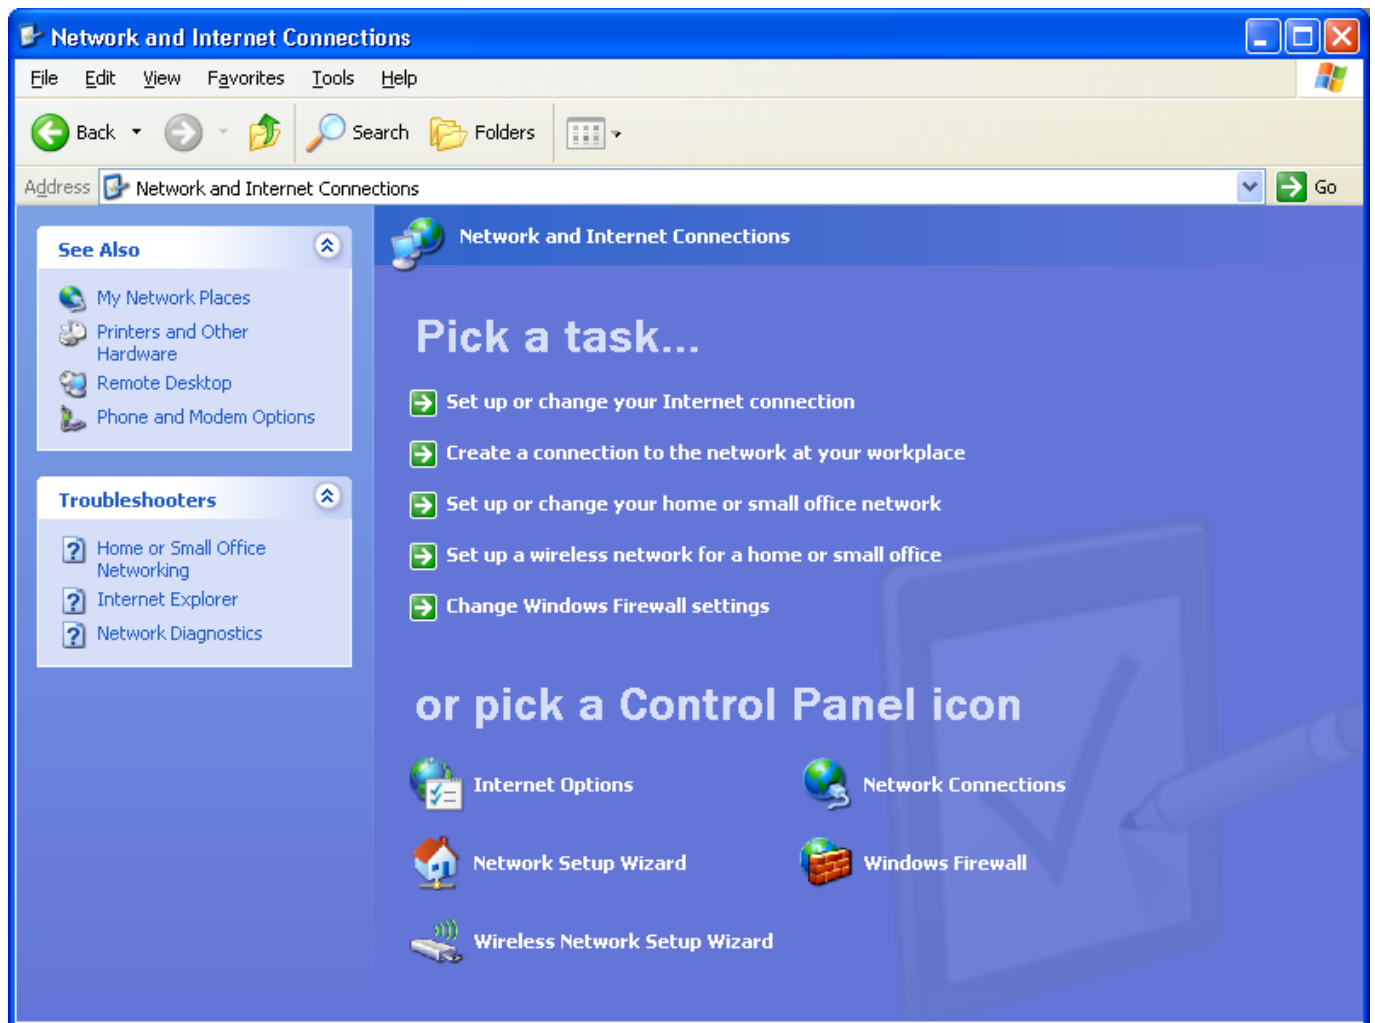 Network and Internet Connections
File Edit View Favorites Tools Help
Back Search Folders
Address Network and Internet Connections Go
See Also
My Network Places
Printers and Other
Hardware
Remote Desktop
Phone and Modem Options
Troubleshooters
Home or Small Office
Networking
Internet Explorer
Network Diagnostics
Network and Internet Connections
Pick a task...
Set up or change your Internet connection
Create a connection to the network at your workplace
Set up or change your home or small office network
Set up a wireless network for a home or small office
Change Windows Firewall settings
or pick a Control Panel icon
Internet Options Network Connections
Network Setup Wizard Windows Firewall
Wireless Network Setup Wizard